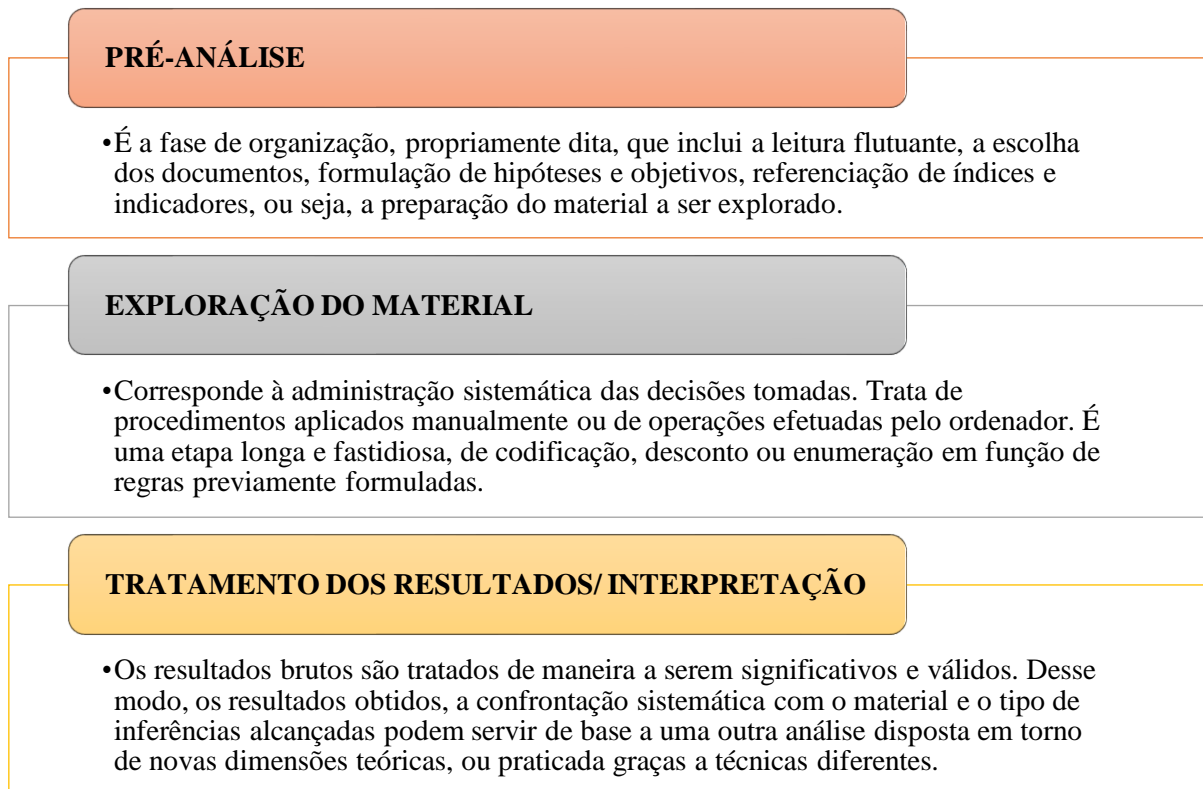 PRÉ-ANÁLISE
•É a fase de organização, propriamente dita, que inclui a leitura flutuante, a escolha
dos documentos, formulação de hipóteses e objetivos, referenciação de índices e
indicadores, ou seja, a preparação do material a ser explorado.
EXPLORAÇÃO DO MATERIAL
•Corresponde à administração sistemática das decisões tomadas. Trata de
procedimentos aplicados manualmente ou de operações efetuadas pelo ordenador. É
uma etapa longa e fastidiosa, de codificação, desconto ou enumeração em função de
regras previamente formuladas.
TRATAMENTO DOS RESULTADOS/ INTERPRETAÇÃO
•Os resultados brutos são tratados de maneira a serem significativos e válidos. Desse
modo, os resultados obtidos, a confrontação sistemática com o material e o tipo de
inferências alcançadas podem servir de base a uma outra análise disposta em torno
de novas dimensões teóricas, ou praticada graças a técnicas diferentes.